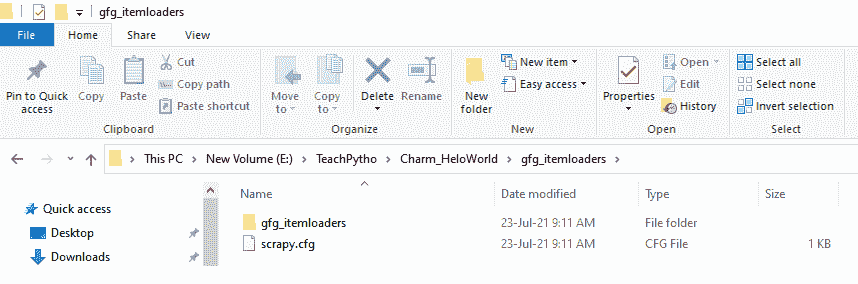 gfg_itemloaders
File Home Share View
Pin to Quick access
Copy
Paste
Cut
Copy path
Paste shortcut
Clipboard
Move to
Copy to
Delete
Rename
Organize
New folder
New item
Easy access
New
Properties
Open
Edit
History
Open
Select all
Select none
Invert selection
Select
This PC > New Volume (E:) > TeachPytho > Charm_HeloWorld > gfg_itemloaders >
Quick access
Desktop
Downloads
Name Date modified Type Size
gfg_itemloaders 23-Jul-21 9:11 AM File folder
scrapy.cfg 23-Jul-21 9:11 AM CFG File 1 KB